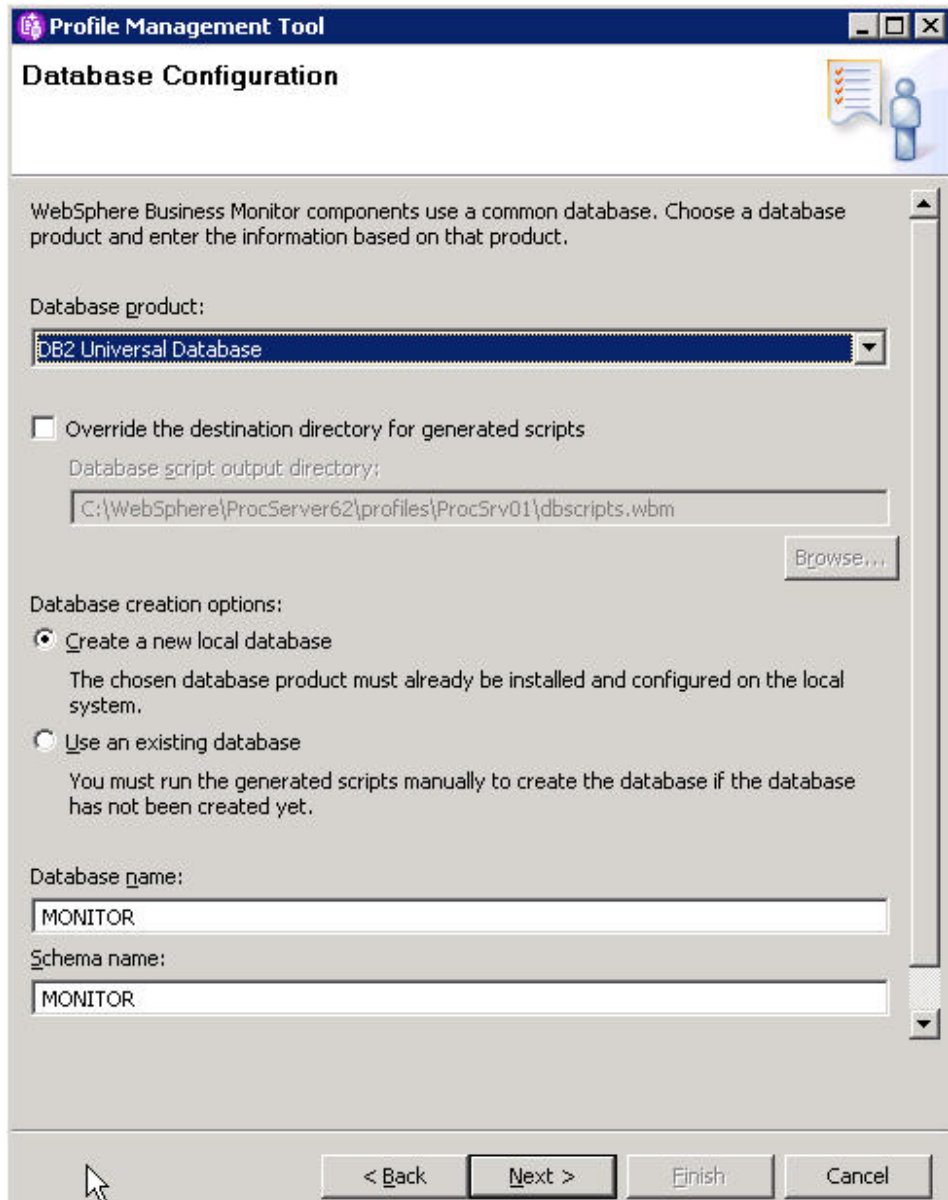 Profile Management Tool
Database Configuration
WebSphere Business Monitor components use a common database. Choose a database
product and enter the information based on that product.
Database product:
DB2 Universal Database
Override the destination directory for generated scripts
Database script output directory:
C:\WebSphere\ProcServer62\profiles\ProcSrv01\dbscripts.wbm
Browse...
Database creation options:
Create a new local database
The chosen database product must already be installed and configured on the local
system.
Use an existing database
You must run the generated scripts manually to create the database if the database
has not been created yet.
Database name:
MONITOR
Schema name:
MONITOR
< Back Next > Finish Cancel